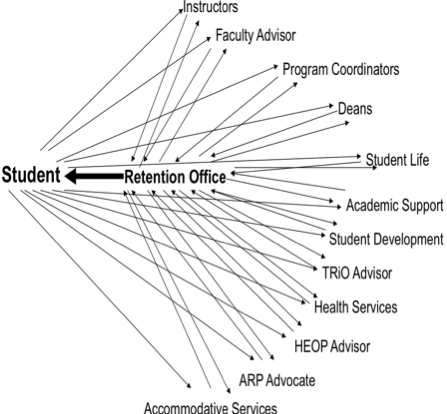 Instructors
Faculty Advisor
Program Coordinators
Deans
Student Life
Student
Retention Office
Academic Support
Student Development
TRiO Advisor
Health Services
HEOP Advisor
ARP Advocate
Accommodative Services